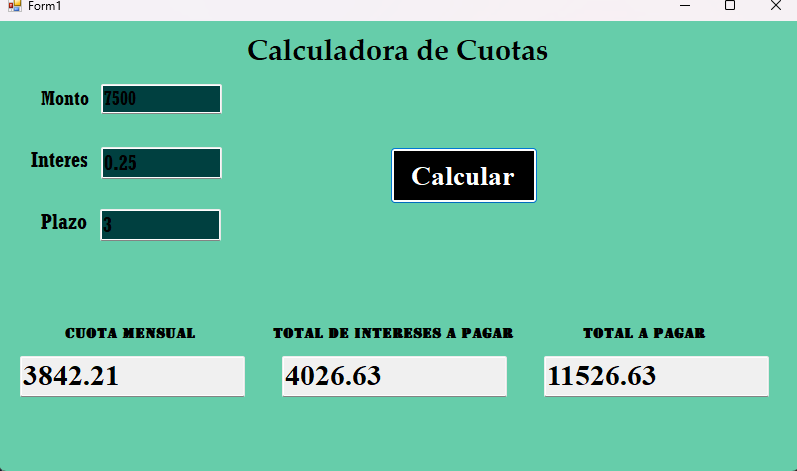 Form1
Calculadora de Cuotas
Monto 7500
Interes 0.25
Calcular
Plazo 3
CUOTA MENSUAL TOTAL DE INTERESES A PAGAR TOTAL A PAGAR
3842.21 4026.63 11526.63